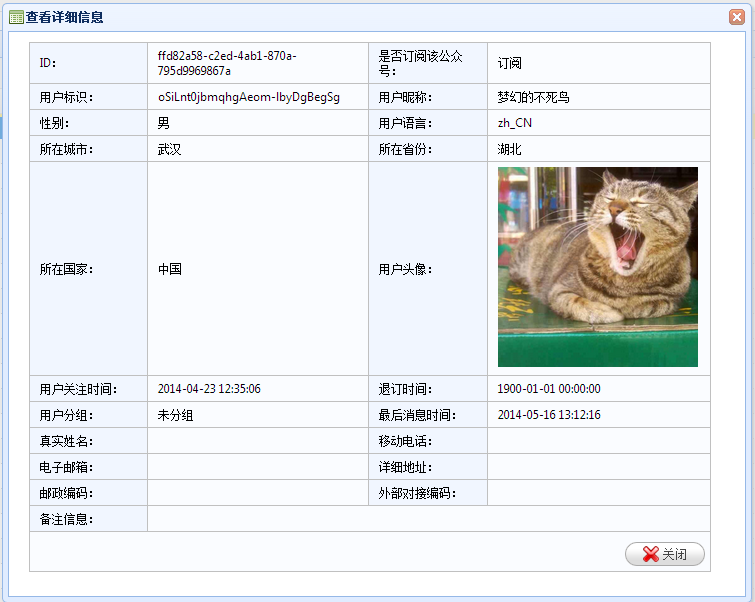 查看详细信息
ID：
ffd82a58-c2ed-4ab1-870a-
795d9969867a
是否订阅该公众
号：
订阅
用户标识：
oSiLnt0jbmqhgAeom-IbyDgBegSg
用户昵称：
梦幻的不死鸟
性别：
男
用户语言：
zh_CN
所在城市：
武汉
所在省份：
湖北
所在国家：
中国
用户头像：
用户关注时间：
2014-04-23 12:35:06
退订时间：
1900-01-01 00:00:00
用户分组：
未分组
最后消息时间：
2014-05-16 13:12:16
真实姓名：
移动电话：
电子邮箱：
详细地址：
邮政编码：
外部对接编码：
备注信息：
关闭